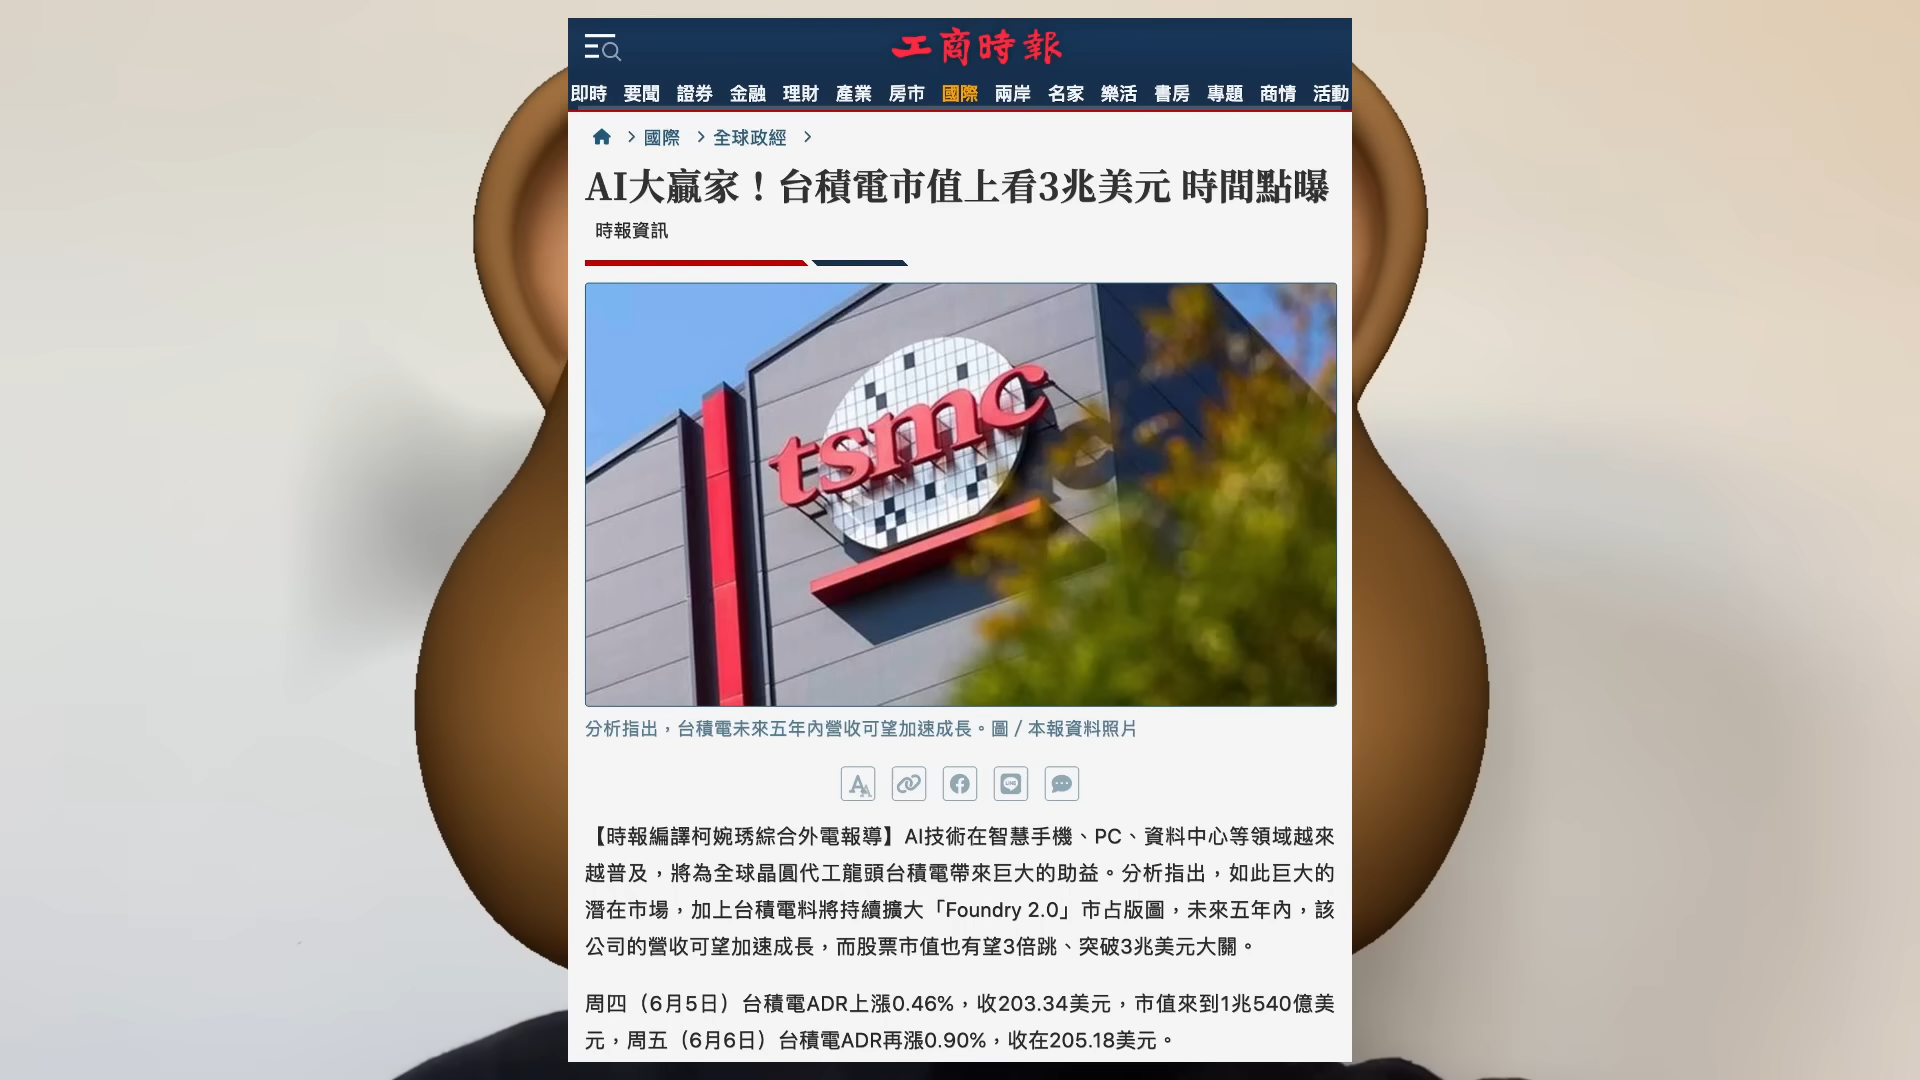 工商時報
即時 要聞 證券 金融 理財 產業 房市 國際 兩岸 名家 樂活 書房 專題 商情 活動
國際 全球政經
AI大贏家！台積電市值上看3兆美元 時間點曝
時報資訊
tsmc
分析指出，台積電未來五年內營收可望加速成長。圖 / 本報資料照片
【時報編譯柯婉琇綜合外電報導】AI技術在智慧手機、PC、資料中心等領域越來
越普及，將為全球晶圓代工龍頭台積電帶來巨大的助益。分析指出，如此巨大的
潛在市場，加上台積電料將持續擴大「Foundry 2.0」市占版圖，未來五年內，該
公司的營收可望加速成長，而股票市值也有望3倍跳、突破3兆美元大關。
周四（6月5日）台積電ADR上漲0.46%，收203.34美元，市值來到1兆540億美
元，周五（6月6日）台積電ADR再漲0.90%，收在205.18美元。